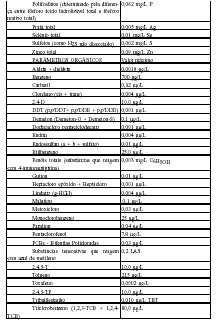 Polifosfatos (determinado pela diferen-
ça entre fósforo ácido hidrolisável total e fósforo
reativo total) 0,062 mg/L P
Prata total 0,005 mg/L Ag
Selênio total 0,01 mg/L Se
Sulfetos (como H2S não dissociado) 0,002 mg/L S
Zinco total 0,09 mg/L Zn
PARÂMETROS ORGÂNICOS Valor máximo
Aldrin + dieldrin 0,0019 µg/L
Benzeno 700 µg/L
Carbaril 0,32 µg/L
Clordano (cis + trans) 0,004 µg/L
2,4-D 10,0 µg/L
DDT (p,p'DDT+ p,p'DDE + p,p'DDD) 0,001 µg/L
Demeton (Demeton-O + Demeton-S) 0,1 µg/L
Dodecacloro pentaciclodecano 0,001 µg/L
Endrin 0,004 µg/L
Endossulfan (a + b + sulfato) 0,01 µg/L
Etilbenzeno 25,0 µg/L
Fenóis totais (substâncias que reagem
com 4-aminoantipirina) 0,003 mg/L C6H5OH
Gution 0,01 µg/L
Heptacloro epóxido + Heptacloro 0,001 µg/L
Lindano (g-HCH) 0,004 µg/L
Malation 0,1 µg/L
Metoxicloro 0,03 µg/L
Monoclorobenzeno 25 µg/L
Paration 0,04 µg/L
Pentaclorofenol 7,9 µg/L
PCBs - Bifenilas Policloradas 0,03 µg/L
Substâncias tensoativas que reagem
com azul de metileno 0,2 LAS
2,4,5-T 10,0 µg/L
Tolueno 215 µg/L
Toxafeno 0,0002 µg/L
2,4,5-TP 10,0 µg/L
Tributilestanho 0,010 µg/L TBT
Triclorobenzeno (1,2,3-TCB + 1,2,4-
TCB) 80,0 µg/L